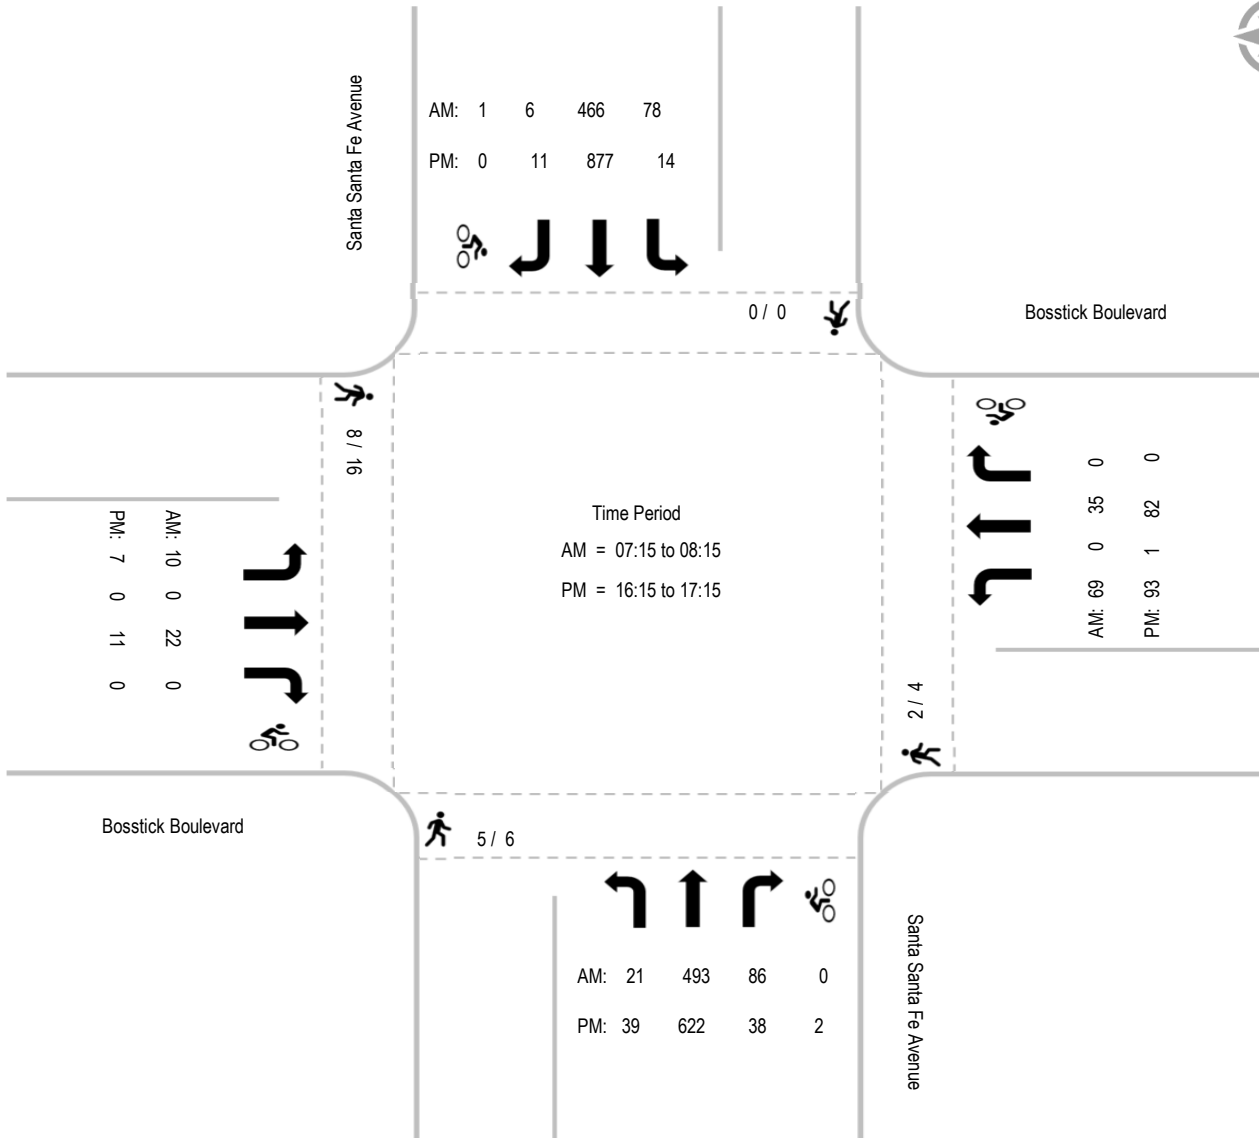 Santa Santa Fe Avenue
AM: 1 6 466 78
PM: 0 11 877 14
0 / 0
Bosstick Boulevard
8 / 16
AM: 10 0 22 0
PM: 7 0 11 0
Time Period
AM = 07:15 to 08:15
PM = 16:15 to 17:15
AM: 69 0 35 0
PM: 93 1 82 0
2 / 4
Bosstick Boulevard
5 / 6
AM: 21 493 86 0
PM: 39 622 38 2
Santa Santa Fe Avenue